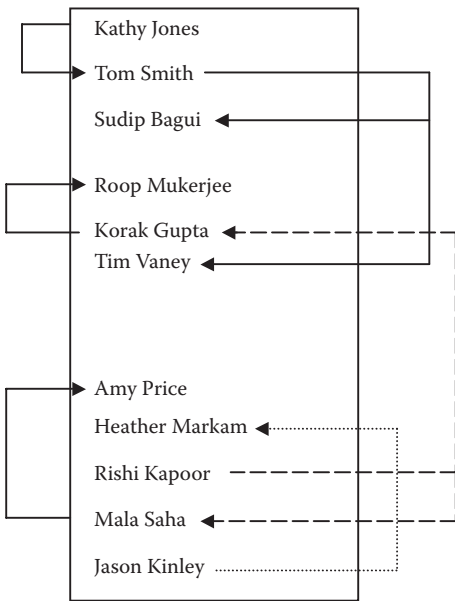 Kathy Jones
Tom Smith
Sudip Bagui
Roop Mukerjee
Korak Gupta
Tim Vaney
Amy Price
Heather Markam
Rishi Kapoor
Mala Saha
Jason Kinley